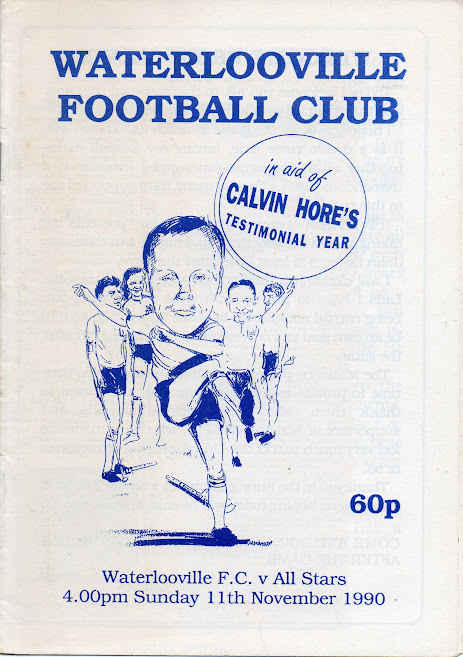 WATERLOOVILLE
FOOTBALL CLUB
in aid of
CALVIN HORE'S
TESTIMONIAL YEAR
60p
Waterlooville F.C. v All Stars
4.00pm Sunday 11th November 1990